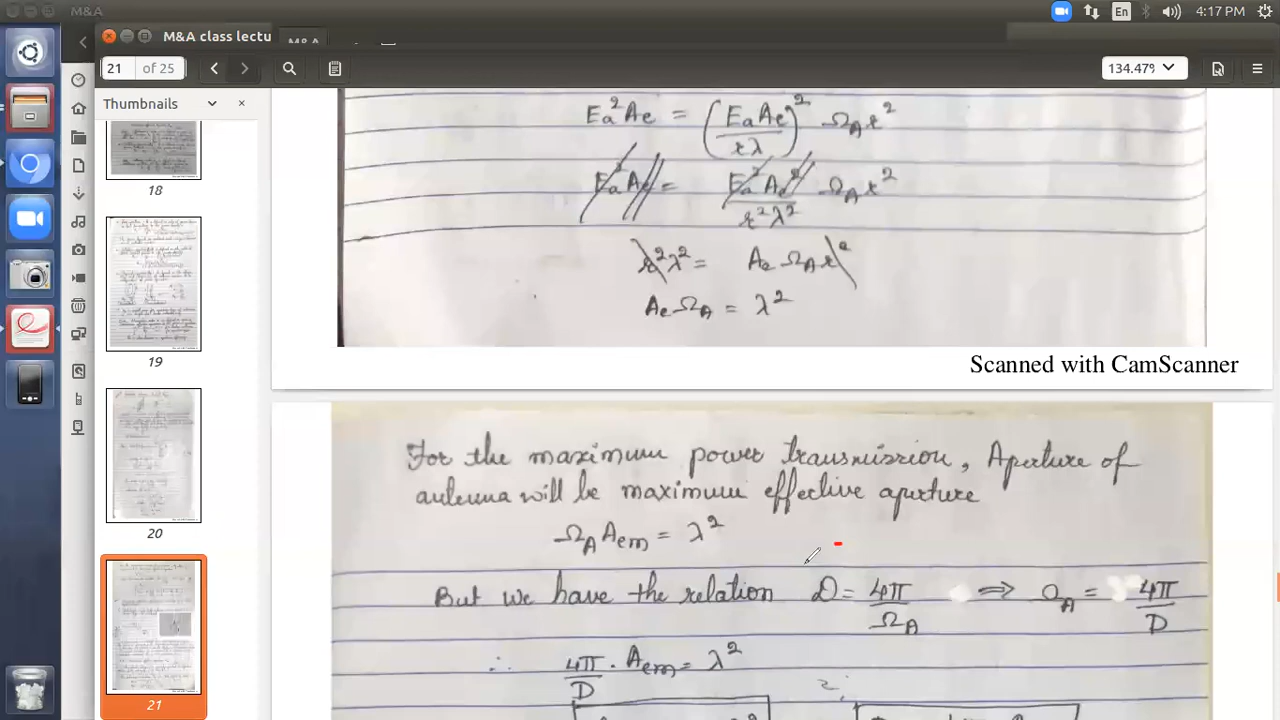 M&A
En
4:17 PM
M&A class lectu
M&A
21 of 25
134.47%
Thumbnails
18
19
20
21
Ea²Ae = (EaAe/rλ)² ΩA r²
EaAe = Ea²Ae²/r²λ² ΩA r²
r²λ² = Ae ΩA r²
Ae ΩA = λ²
Scanned with CamScanner
For the maximum power transmission, Aperture of
antenna will be maximum effective aperture
ΩA Aem = λ²
But we have the relation D = 4π/ΩA ⇒ ΩA = 4π/D
∴ 4π/D · Aem = λ²